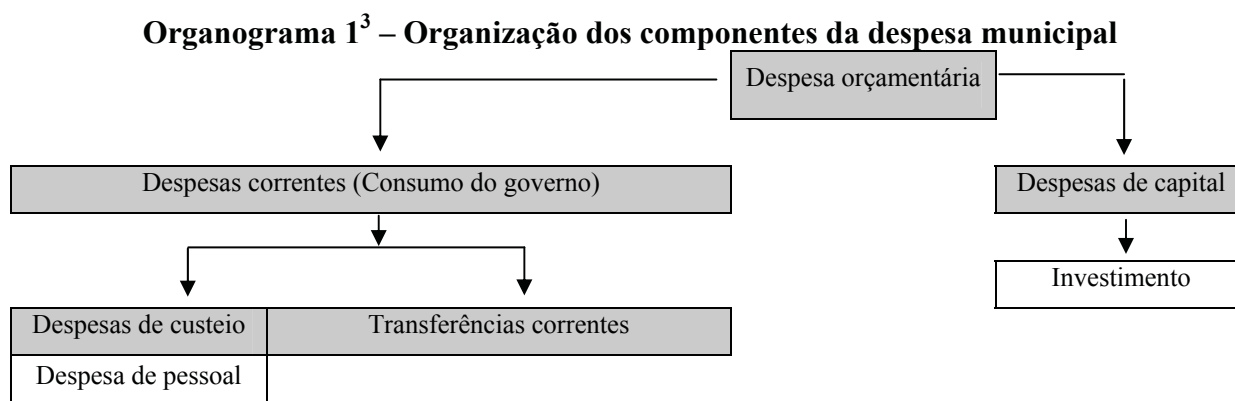 Organograma 1³ – Organização dos componentes da despesa municipal
Despesa orçamentária
Despesas correntes (Consumo do governo)
Despesas de capital
Investimento
Despesas de custeio
Transferências correntes
Despesa de pessoal